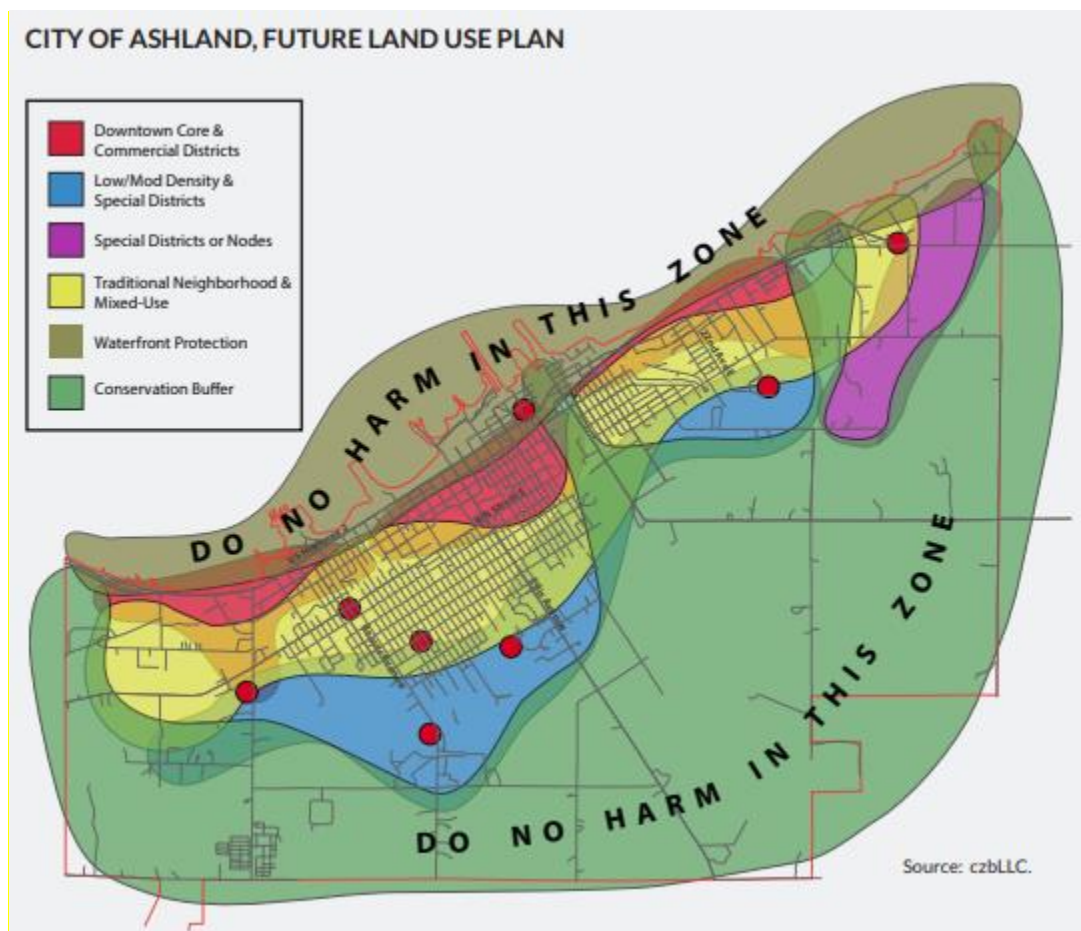 CITY OF ASHLAND, FUTURE LAND USE PLAN
Downtown Core &
Commercial Districts
Low/Mod Density &
Special Districts
Special Districts or Nodes
Traditional Neighborhood &
Mixed-Use
Waterfront Protection
Conservation Buffer
DO NO HARM IN THIS ZONE
DO NO HARM IN THIS ZONE
Source: czbLLC.